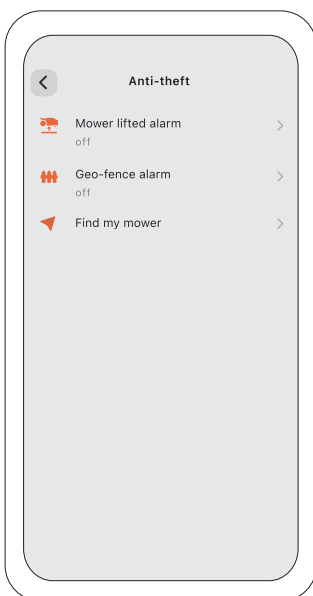 Anti-theft
Mower lifted alarm
off
Geo-fence alarm
off
Find my mower